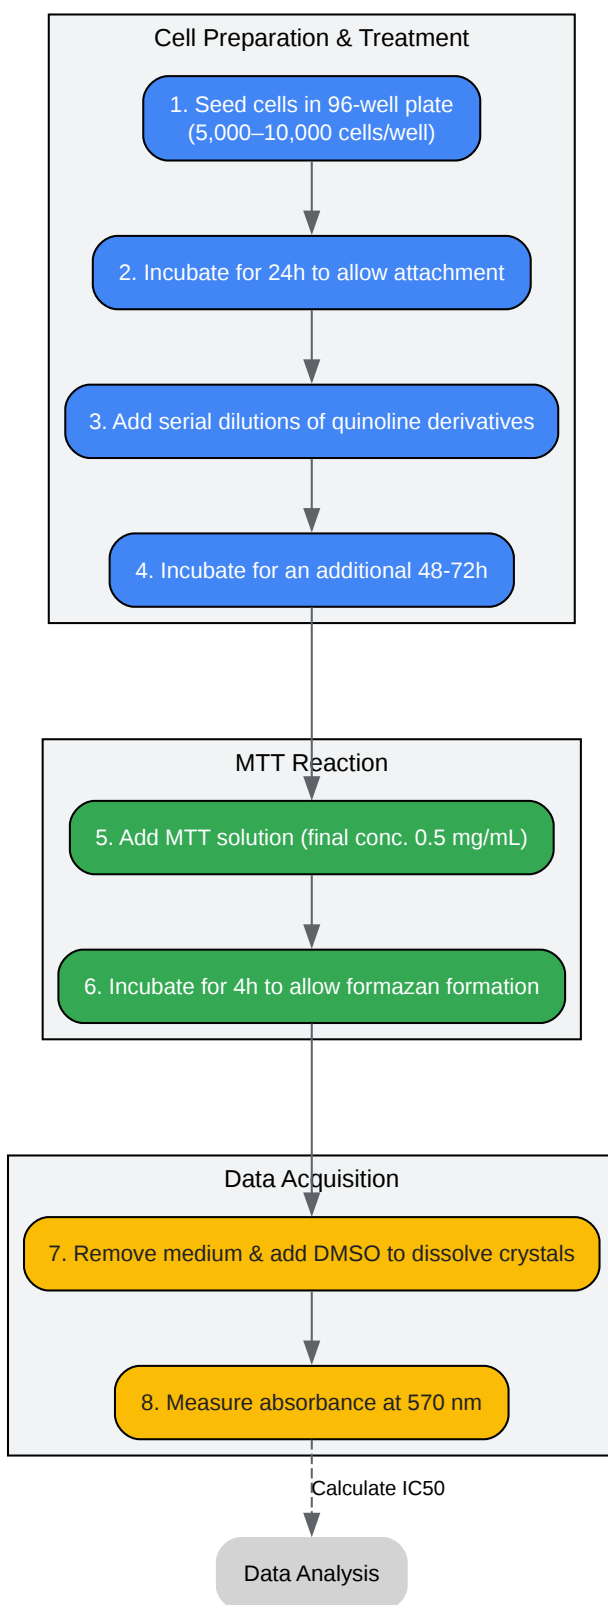 Cell Preparation & Treatment
1. Seed cells in 96-well plate
(5,000–10,000 cells/well)
2. Incubate for 24h to allow attachment
3. Add serial dilutions of quinoline derivatives
4. Incubate for an additional 48-72h
MTT Reaction
5. Add MTT solution (final conc. 0.5 mg/mL)
6. Incubate for 4h to allow formazan formation
Data Acquisition
7. Remove medium & add DMSO to dissolve crystals
8. Measure absorbance at 570 nm
Calculate IC50
Data Analysis